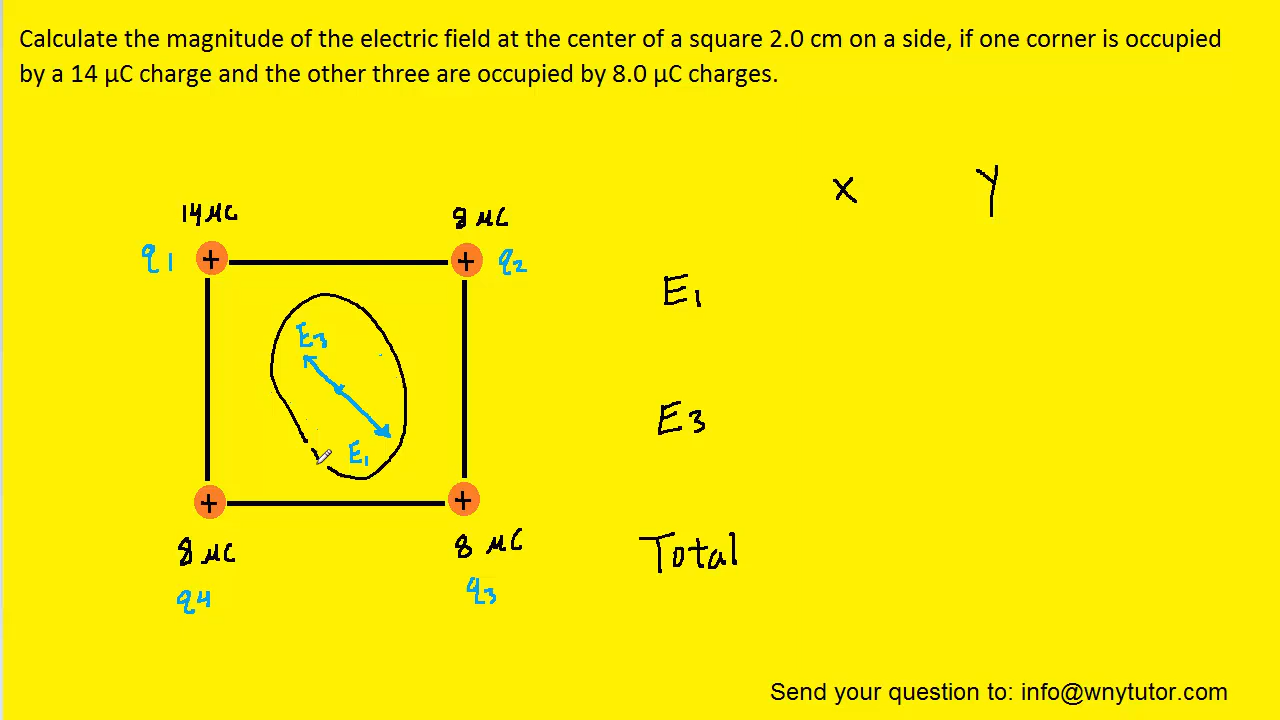 Calculate the magnitude of the electric field at the center of a square 2.0 cm on a side, if one corner is occupied
by a 14 μC charge and the other three are occupied by 8.0 μC charges.
x y
14 μC 8 μC
q1 + + q2
E1
E3
E3
E1
+ +
8 μC 8 μC
Total
q4 q3
Send your question to: info@wnytutor.com